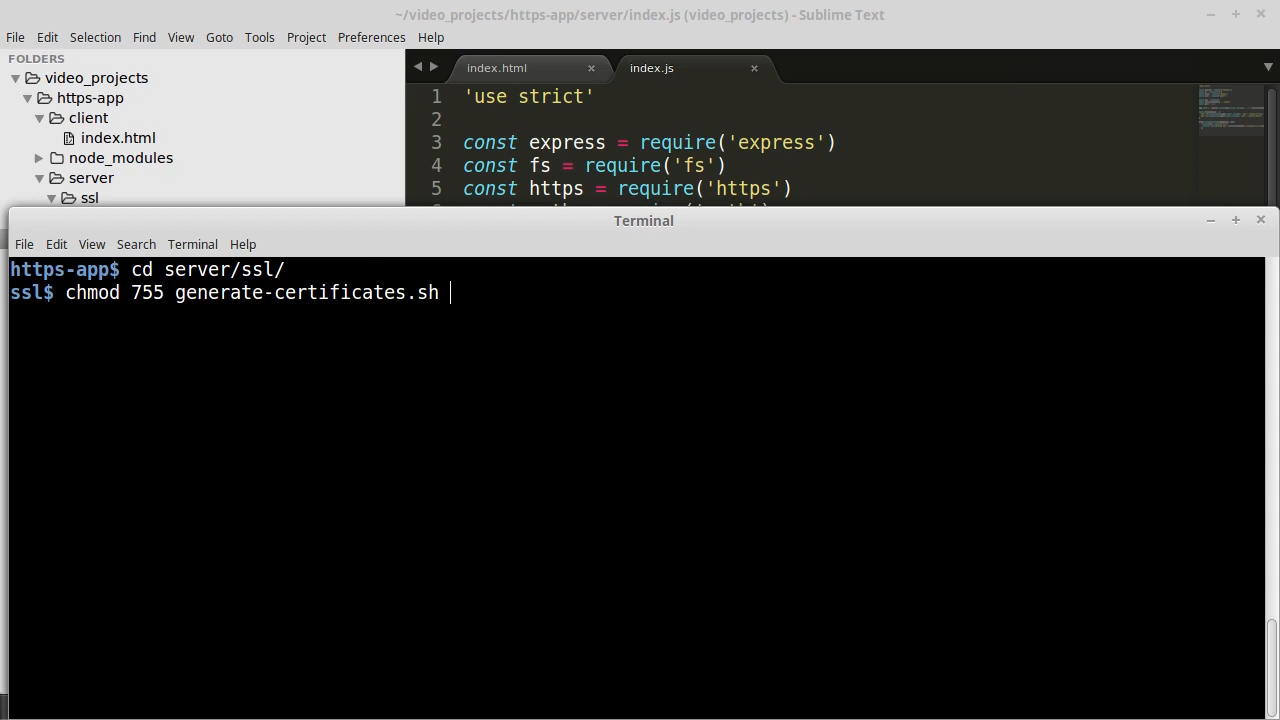 ~/video_projects/https-app/server/index.js (video_projects) - Sublime Text
File Edit Selection Find View Goto Tools Project Preferences Help
FOLDERS
video_projects
https-app
client
index.html
node_modules
server
ssl
index.html
index.js
1 'use strict'
2
3 const express = require('express')
4 const fs = require('fs')
5 const https = require('https')
Terminal
File Edit View Search Terminal Help
https-app$ cd server/ssl/
ssl$ chmod 755 generate-certificates.sh